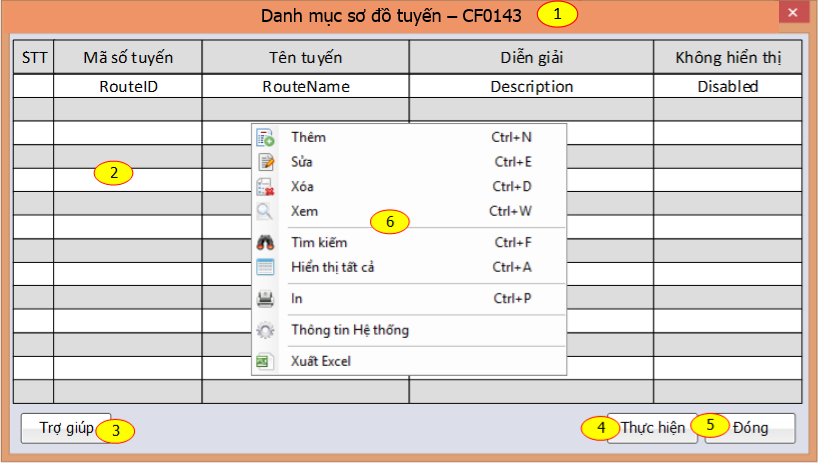 Danh mục sơ đồ tuyến – CF0143 1
STT Mã số tuyến Tên tuyến Diễn giải Không hiển thị
RouteID RouteName Description Disabled
Thêm Ctrl+N
Sửa Ctrl+E
2
Xóa Ctrl+D
Xem Ctrl+W
6
Tìm kiếm Ctrl+F
Hiển thị tất cả Ctrl+A
In Ctrl+P
Thông tin Hệ thống
Xuất Excel
Trợ giúp 3 4 Thực hiện 5 Đóng